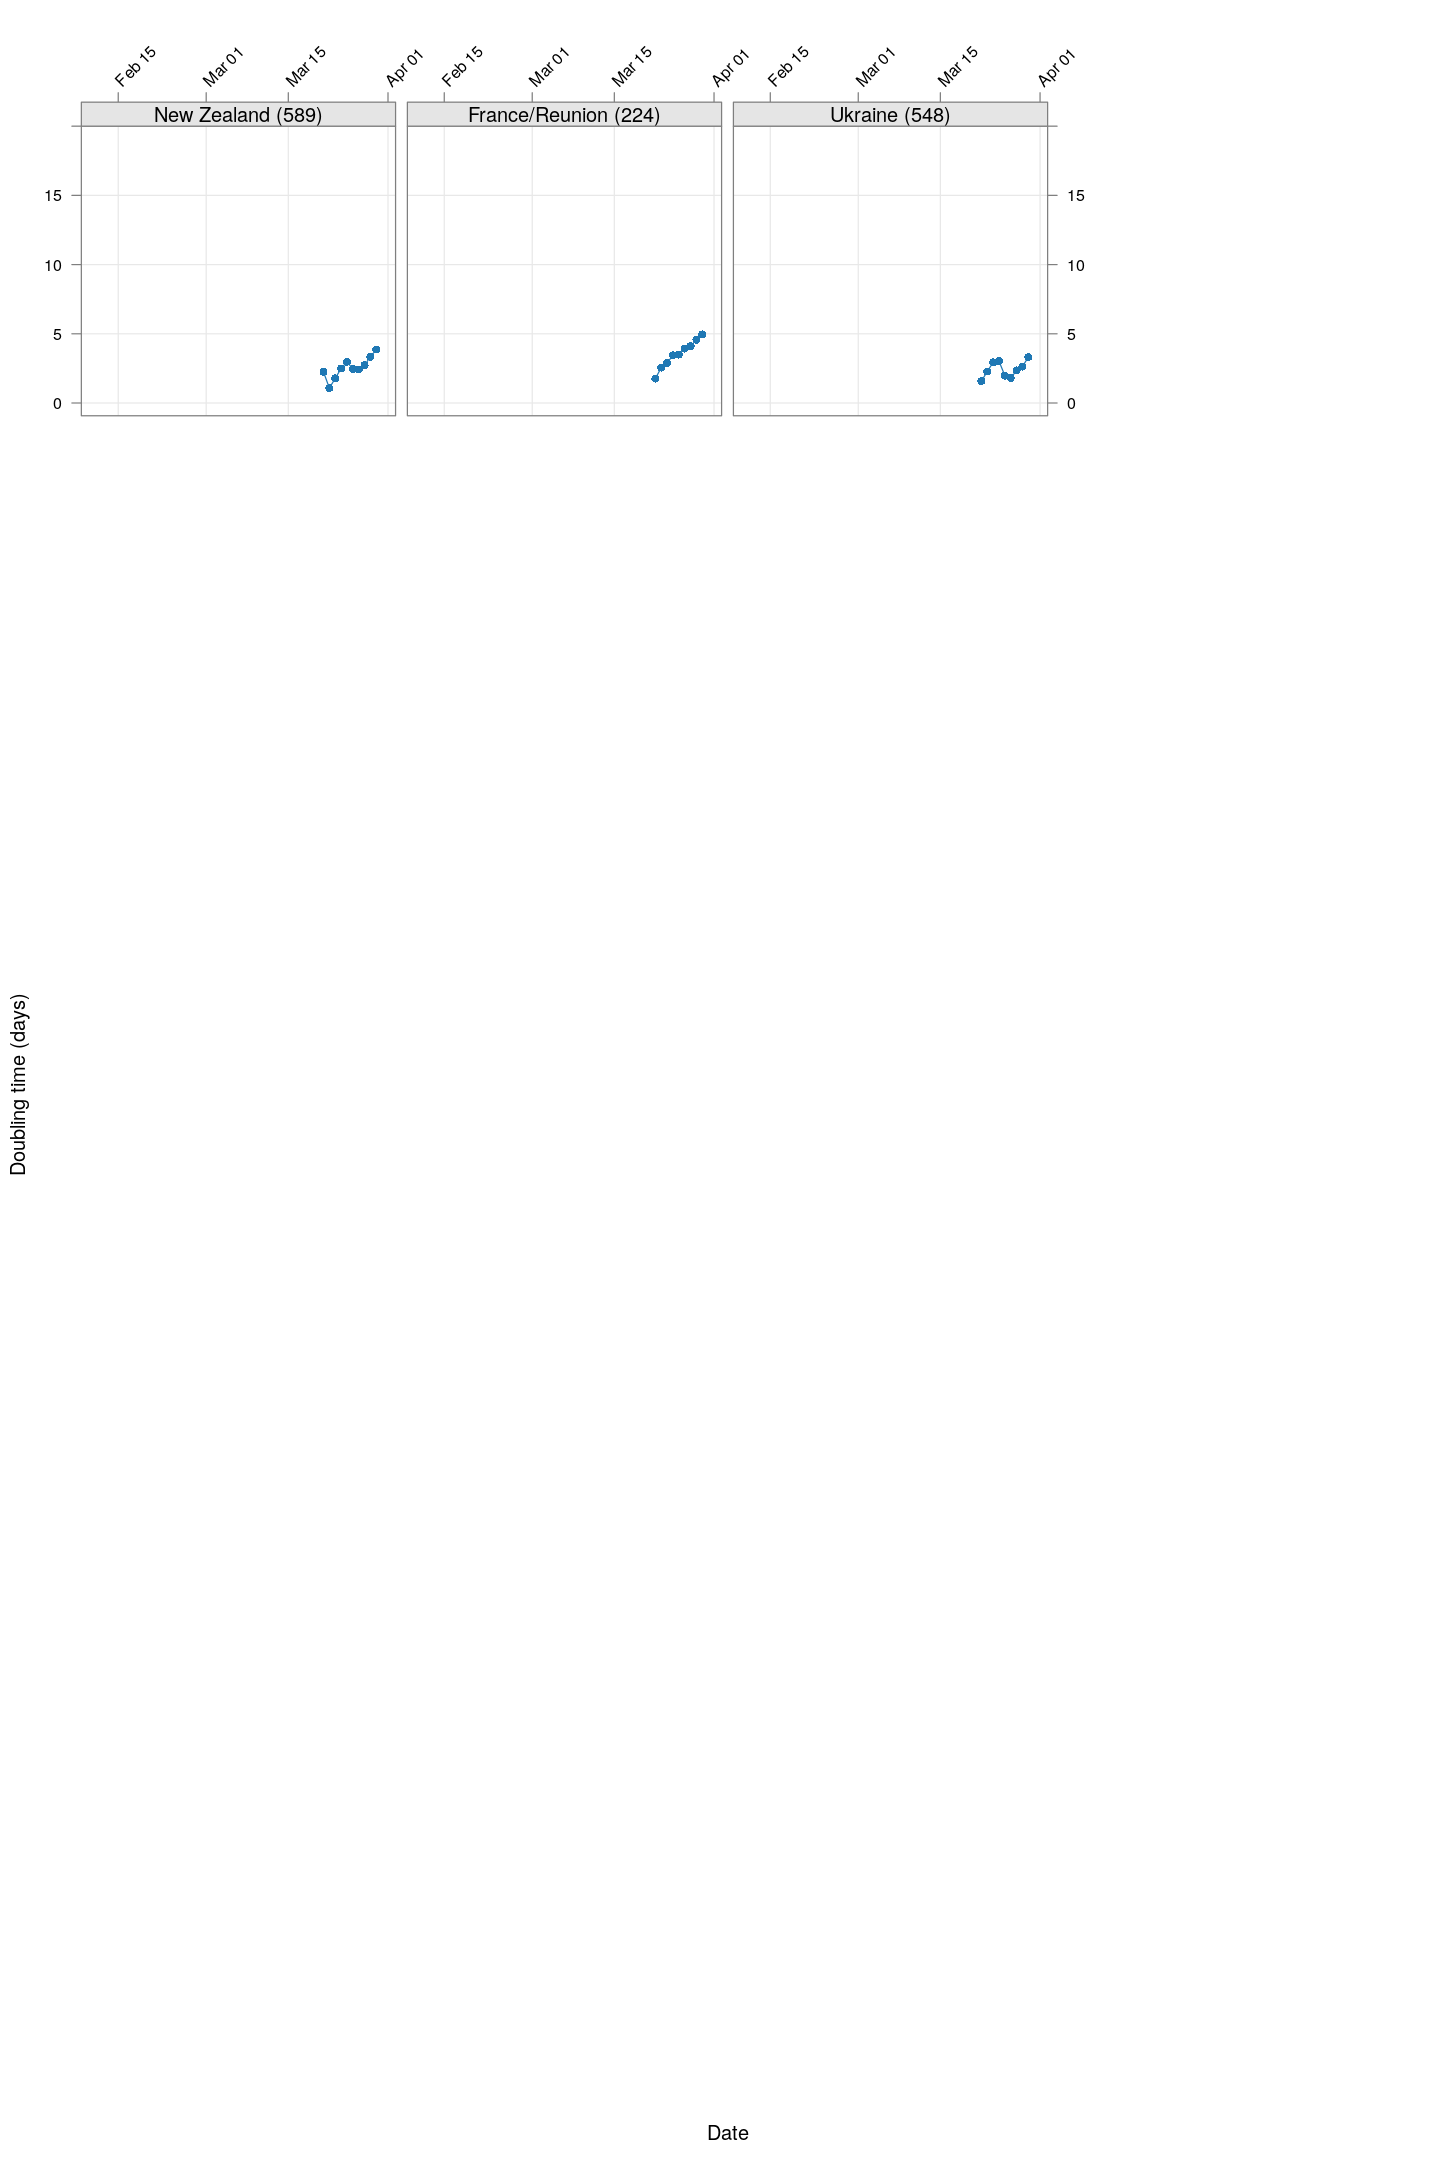 Feb 15 Mar 01 Mar 15 Apr 01 Feb 15 Mar 01 Mar 15 Apr 01 Feb 15 Mar 01 Mar 15 Apr 01
New Zealand (589) France/Reunion (224) Ukraine (548)
15 15
10 10
5 5
0 0
Doubling time (days)
Date